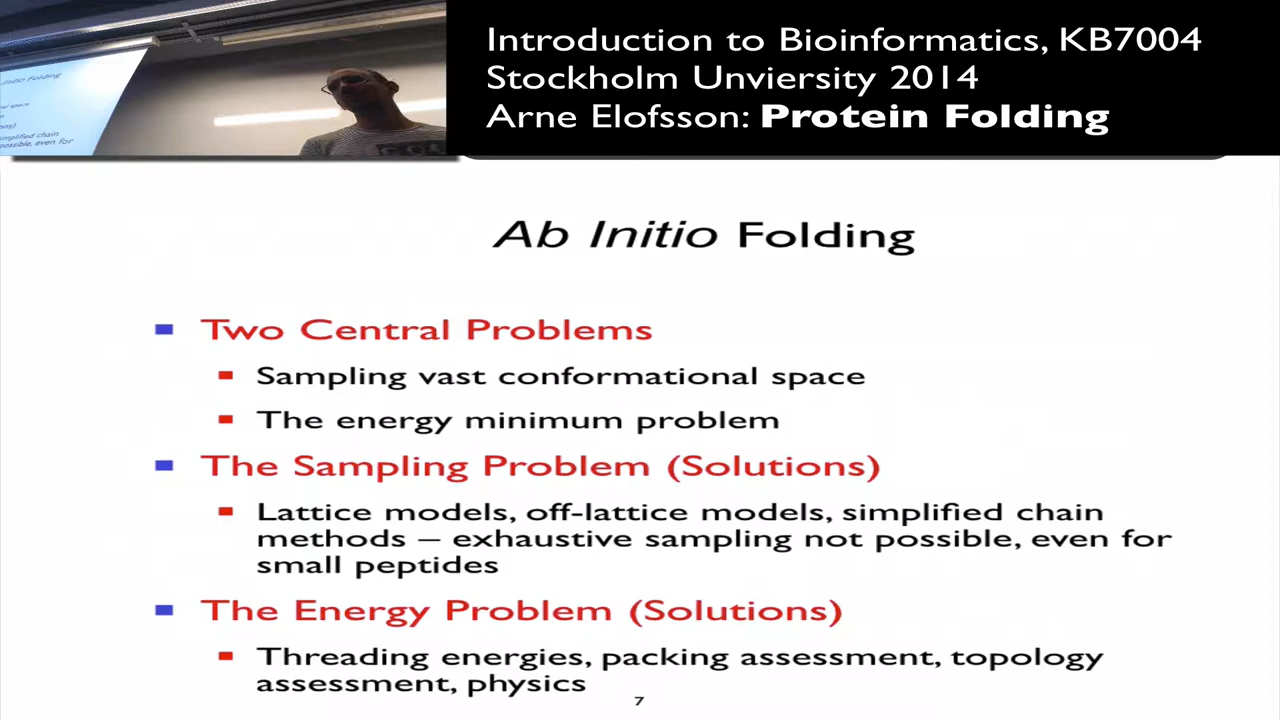 Introduction to Bioinformatics, KB7004
Stockholm Unviersity 2014
Arne Elofsson: Protein Folding
Ab Initio Folding
Two Central Problems
Sampling vast conformational space
The energy minimum problem
The Sampling Problem (Solutions)
Lattice models, off-lattice models, simplified chain
methods – exhaustive sampling not possible, even for
small peptides
The Energy Problem (Solutions)
Threading energies, packing assessment, topology
assessment, physics
7